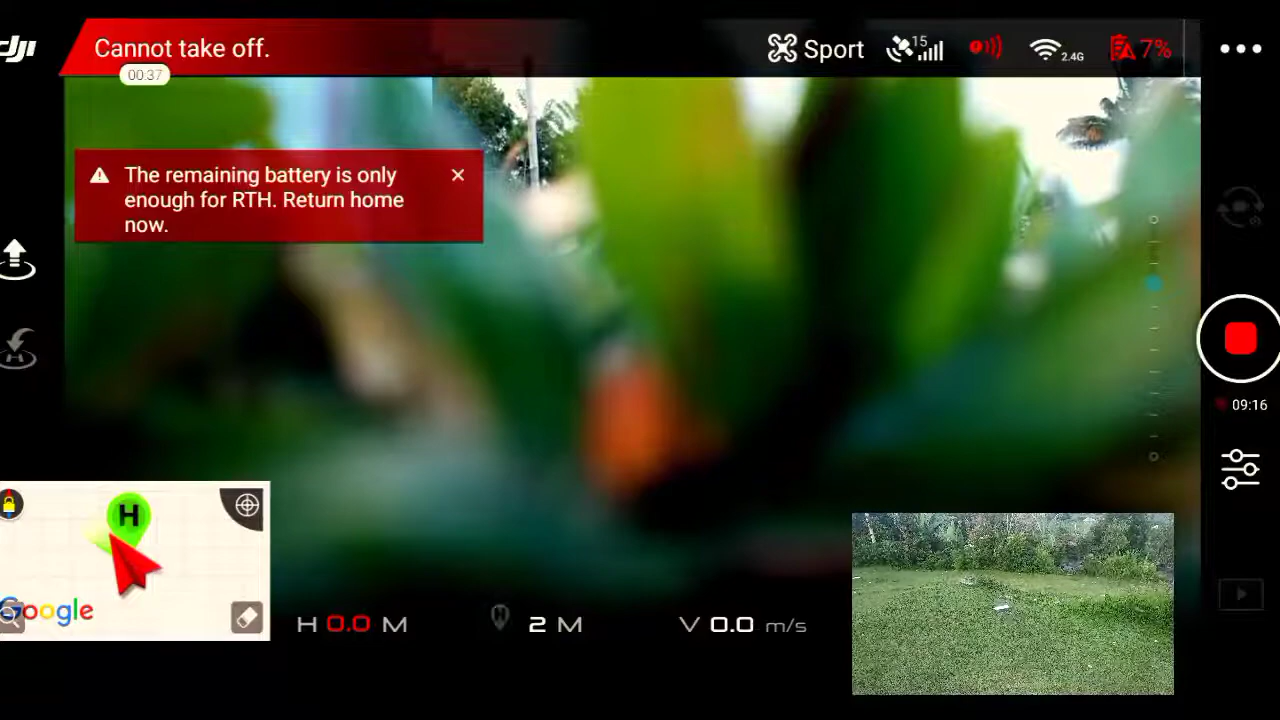 dji
Cannot take off.
Sport
15
2.4G
7%
00:37
The remaining battery is only
enough for RTH. Return home
now.
09:16
H
Google
H 0.0 M
2 M
V 0.0 m/s